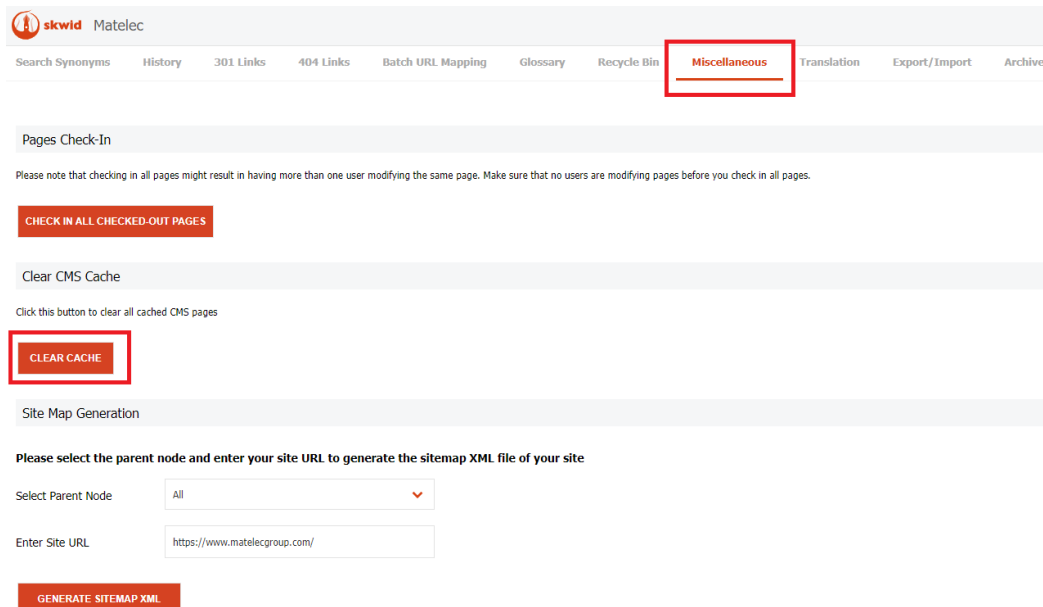 skwid Matelec
Search Synonyms History 301 Links 404 Links Batch URL Mapping Glossary Recycle Bin Miscellaneous Translation Export/Import Archive
Pages Check-In
Please note that checking in all pages might result in having more than one user modifying the same page. Make sure that no users are modifying pages before you check in all pages.
CHECK IN ALL CHECKED-OUT PAGES
Clear CMS Cache
Click this button to clear all cached CMS pages
CLEAR CACHE
Site Map Generation
Please select the parent node and enter your site URL to generate the sitemap XML file of your site
Select Parent Node All
Enter Site URL https://www.matelecgroup.com/
GENERATE SITEMAP XML